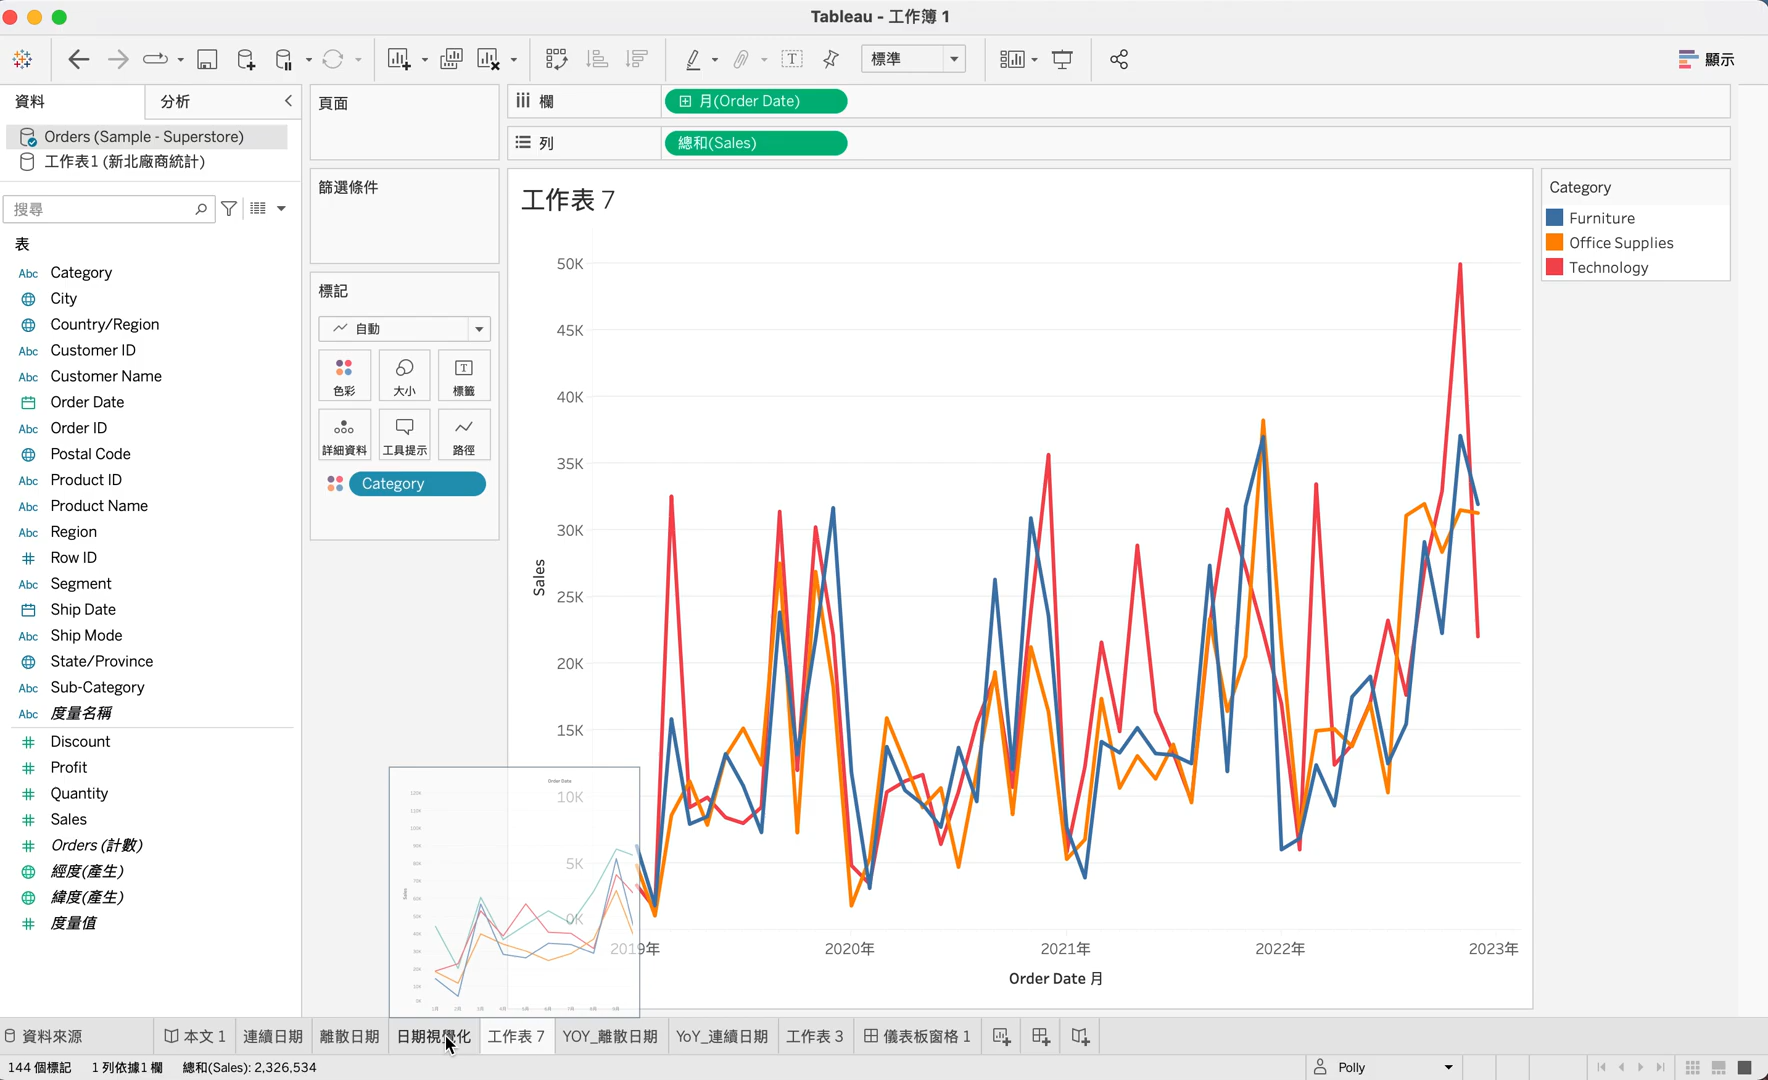 Tableau - 工作簿 1
標準
顯示
資料
分析
頁面
欄
月(Order Date)
Orders (Sample - Superstore)
列
總和(Sales)
工作表1 (新北廠商統計)
篩選條件
工作表 7
Category
搜尋
Furniture
表
Office Supplies
Category
Technology
City
標記
Country/Region
自動
Customer ID
Customer Name
色彩
大小
標籤
Order Date
Order ID
詳細資料
工具提示
路徑
Postal Code
Category
Product ID
Product Name
Region
Row ID
Segment
Ship Date
Ship Mode
State/Province
Sub-Category
度量名稱
Discount
Profit
Quantity
Sales
Orders (計數)
經度(產生)
緯度(產生)
度量值
50K
45K
40K
35K
30K
25K
20K
15K
10K
5K
0K
Sales
2019年
2020年
2021年
2022年
2023年
Order Date 月
Order Date
資料來源
本文 1
連續日期
離散日期
日期視覺化
工作表 7
YOY_離散日期
YoY_連續日期
工作表 3
儀表板窗格 1
144 個標記
1 列依據1 欄
總和(Sales): 2,326,534
Polly